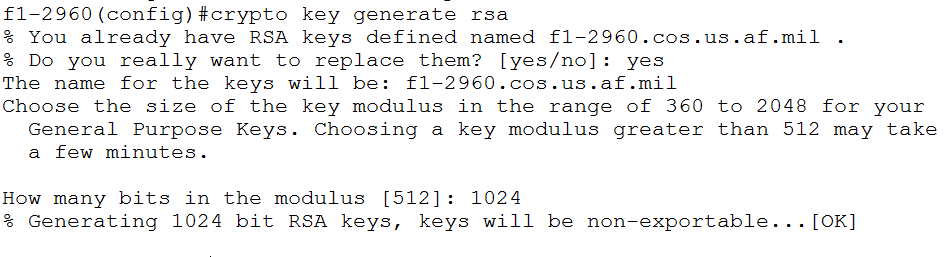 f1-2960(config)#crypto key generate rsa
% You already have RSA keys defined named f1-2960.cos.us.af.mil .
% Do you really want to replace them? [yes/no]: yes
The name for the keys will be: f1-2960.cos.us.af.mil
Choose the size of the key modulus in the range of 360 to 2048 for your
  General Purpose Keys. Choosing a key modulus greater than 512 may take
  a few minutes.

How many bits in the modulus [512]: 1024
% Generating 1024 bit RSA keys, keys will be non-exportable...[OK]